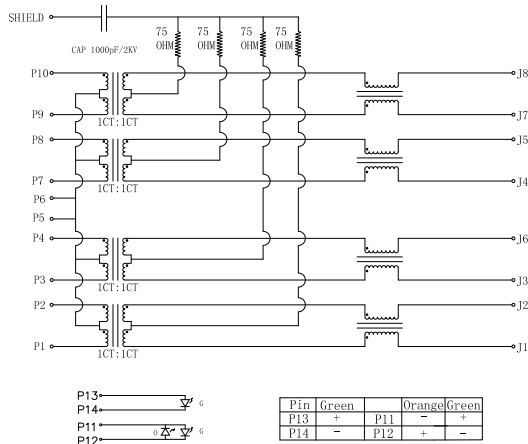 SHIELD
CAP 1000pF/2KV
75 OHM
75 OHM
75 OHM
75 OHM
P10
J8
P9
J7
1CT:1CT
P8
J5
P7
J4
1CT:1CT
P6
P5
P4
J6
P3
J3
1CT:1CT
P2
J2
P1
J1
1CT:1CT
P13
G
P14
P11
O G
P12
Pin Green Orange Green
P13 + P11 - +
P14 - P12 + -